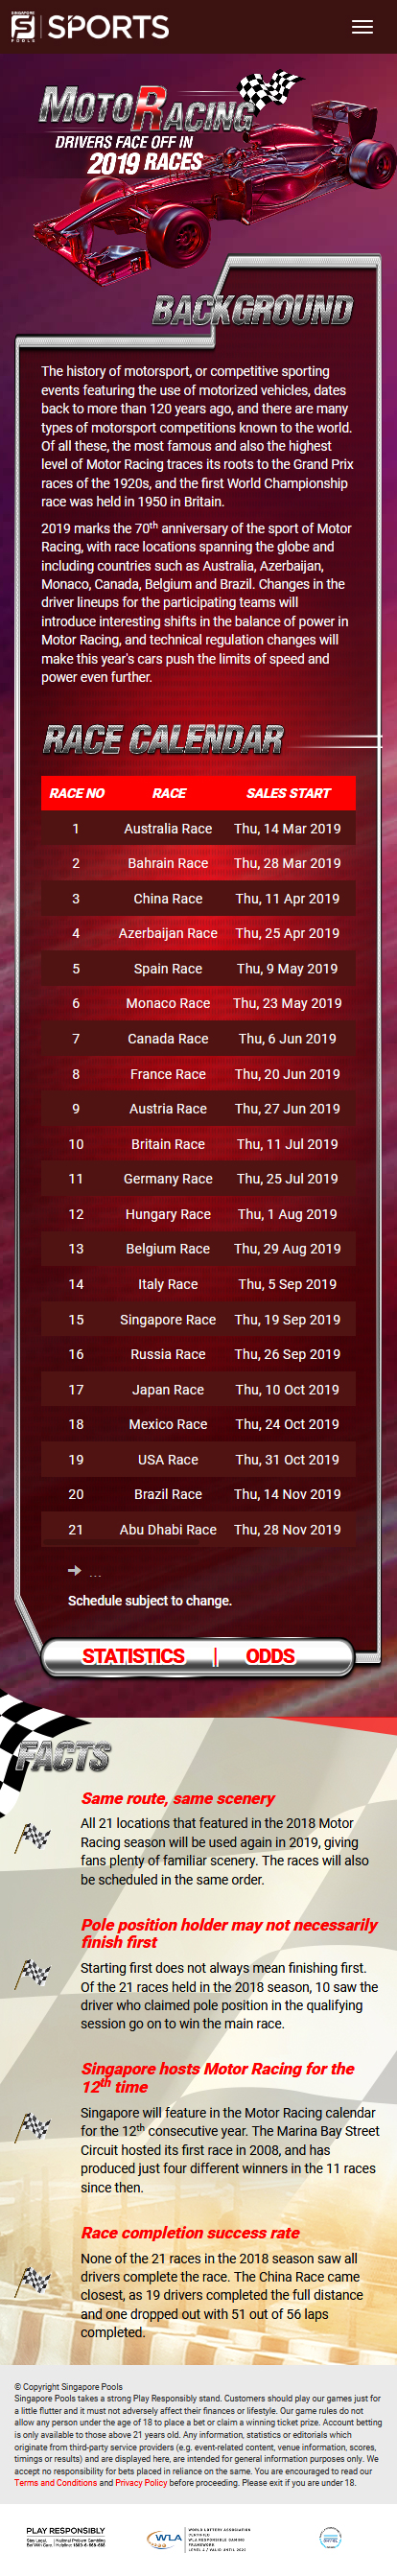 SINGAPORE POOLS SPORTS
MOTORACING
DRIVERS FACE OFF IN
2019 RACES
BACKGROUND
The history of motorsport, or competitive sporting
events featuring the use of motorized vehicles, dates
back to more than 120 years ago, and there are many
types of motorsport competitions known to the world.
Of all these, the most famous and also the highest
level of Motor Racing traces its roots to the Grand Prix
races of the 1920s, and the first World Championship
race was held in 1950 in Britain.
2019 marks the 70th anniversary of the sport of Motor
Racing, with race locations spanning the globe and
including countries such as Australia, Azerbaijan,
Monaco, Canada, Belgium and Brazil. Changes in the
driver lineups for the participating teams will
introduce interesting shifts in the balance of power in
Motor Racing, and technical regulation changes will
make this year's cars push the limits of speed and
power even further.
RACE CALENDAR
RACE NO RACE SALES START
1 Australia Race Thu, 14 Mar 2019
2 Bahrain Race Thu, 28 Mar 2019
3 China Race Thu, 11 Apr 2019
4 Azerbaijan Race Thu, 25 Apr 2019
5 Spain Race Thu, 9 May 2019
6 Monaco Race Thu, 23 May 2019
7 Canada Race Thu, 6 Jun 2019
8 France Race Thu, 20 Jun 2019
9 Austria Race Thu, 27 Jun 2019
10 Britain Race Thu, 11 Jul 2019
11 Germany Race Thu, 25 Jul 2019
12 Hungary Race Thu, 1 Aug 2019
13 Belgium Race Thu, 29 Aug 2019
14 Italy Race Thu, 5 Sep 2019
15 Singapore Race Thu, 19 Sep 2019
16 Russia Race Thu, 26 Sep 2019
17 Japan Race Thu, 10 Oct 2019
18 Mexico Race Thu, 24 Oct 2019
19 USA Race Thu, 31 Oct 2019
20 Brazil Race Thu, 14 Nov 2019
21 Abu Dhabi Race Thu, 28 Nov 2019
...
Schedule subject to change.
STATISTICS | ODDS
FACTS
Same route, same scenery
All 21 locations that featured in the 2018 Motor
Racing season will be used again in 2019, giving
fans plenty of familiar scenery. The races will also
be scheduled in the same order.
Pole position holder may not necessarily
finish first
Starting first does not always mean finishing first.
Of the 21 races held in the 2018 season, 10 saw the
driver who claimed pole position in the qualifying
session go on to win the main race.
Singapore hosts Motor Racing for the
12th time
Singapore will feature in the Motor Racing calendar
for the 12th consecutive year. The Marina Bay Street
Circuit hosted its first race in 2008, and has
produced just four different winners in the 11 races
since then.
Race completion success rate
None of the 21 races in the 2018 season saw all
drivers complete the race. The China Race came
closest, as 19 drivers completed the full distance
and one dropped out with 51 out of 56 laps
completed.
© Copyright Singapore Pools
Singapore Pools takes a strong Play Responsibly stand. Customers should play our games just for
a little flutter and it must not adversely affect their finances or lifestyle. Our game rules do not
allow any person under the age of 18 to place a bet or claim a winning ticket prize. Account betting
is only available to those above 21 years old. Any information, statistics or editorials which
originate from third-party service providers (e.g. event-related content, venue information, scores,
timings or results) and are displayed here, are intended for general information purposes only. We
accept no responsibility for bets placed in reliance on the same. You are encouraged to read our
Terms and Conditions and Privacy Policy before proceeding. Please exit if you are under 18.
PLAY RESPONSIBLY
WLA
WORLD LOTTERY ASSOCIATION
CERTIFIED
WLA RESPONSIBLE GAMING
FRAMEWORK